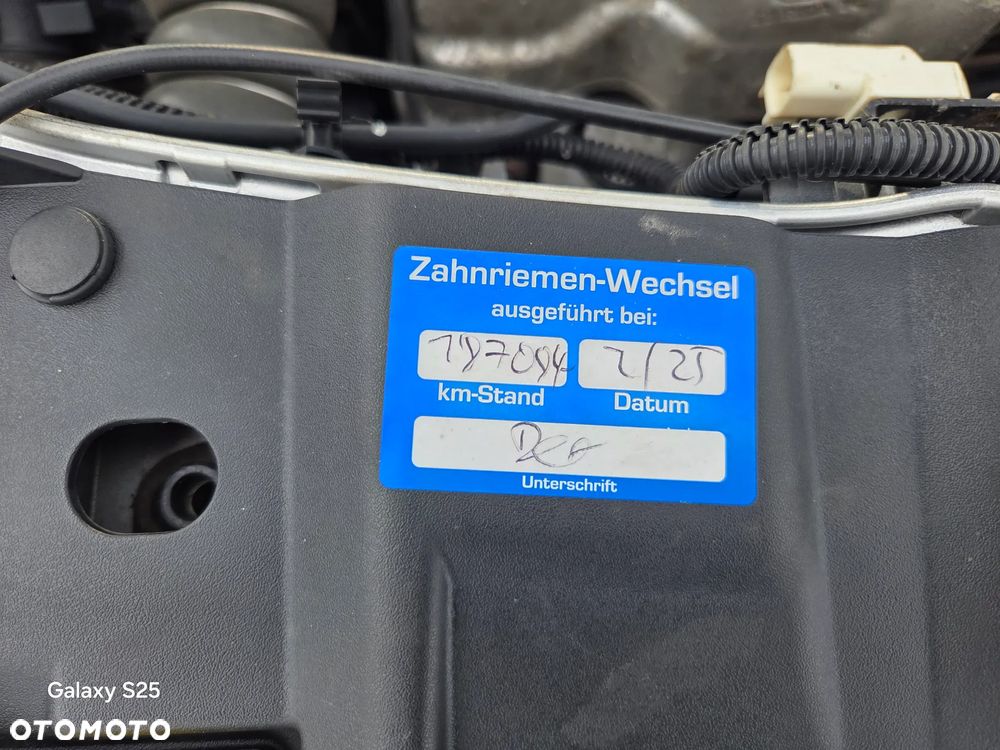 Zahnriemen-Wechsel
ausgeführt bei:
187094 2/25
km-Stand Datum
Unterschrift
Galaxy S25
OTOMOTO